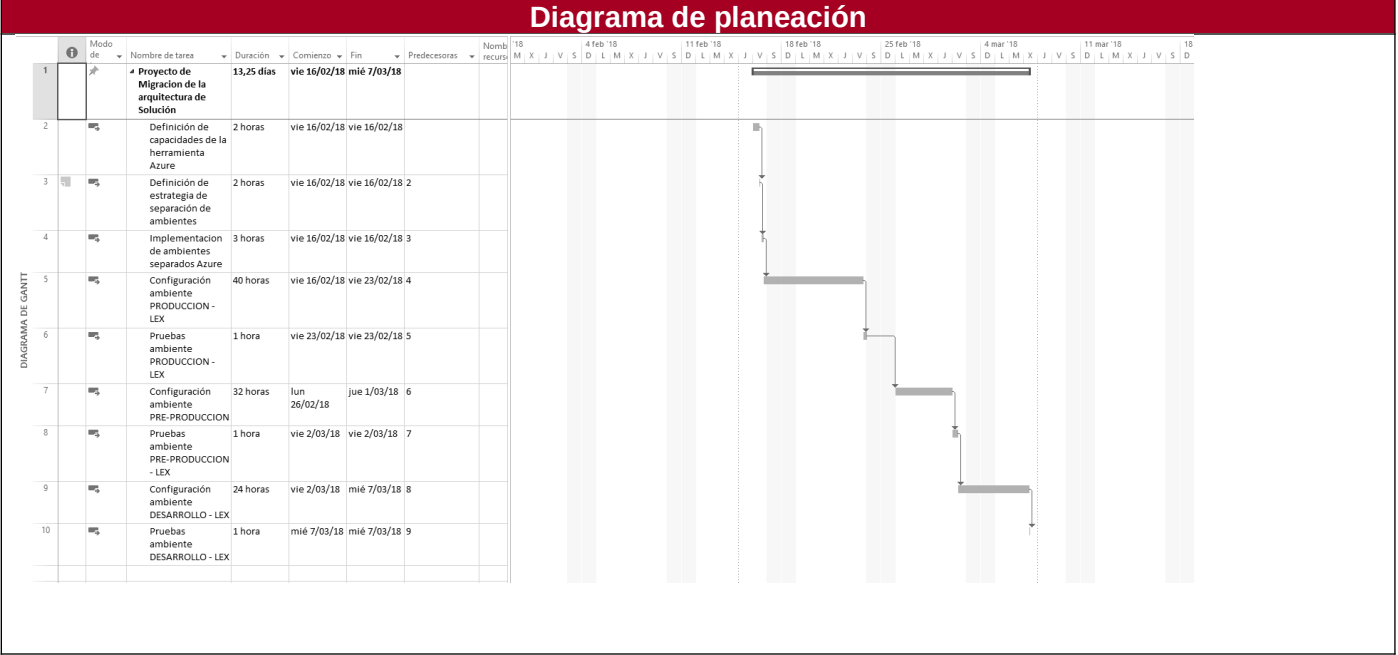 Diagrama de planeación
Modo de Nombre de tarea Duración Comienzo Fin Predecesoras Nomb recurs
'18 4 feb '18 11 feb '18 18 feb '18 25 feb '18 4 mar '18 11 mar '18 18
M X J V S D L M X J V S D L M X J V S D L M X J V S D L M X J V S D L M X J V S D L M X J V S D
DIAGRAMA DE GANTT
1 Proyecto de 13,25 días vie 16/02/18 mié 7/03/18
Migracion de la
arquitectura de
Solución
2 Definición de 2 horas vie 16/02/18 vie 16/02/18
capacidades de la
herramienta
Azure
3 Definición de 2 horas vie 16/02/18 vie 16/02/18 2
estrategia de
separación de
ambientes
4 Implementacion 3 horas vie 16/02/18 vie 16/02/18 3
de ambientes
separados Azure
5 Configuración 40 horas vie 16/02/18 vie 23/02/18 4
ambiente
PRODUCCION -
LEX
6 Pruebas 1 hora vie 23/02/18 vie 23/02/18 5
ambiente
PRODUCCION -
LEX
7 Configuración 32 horas lun jue 1/03/18 6
ambiente 26/02/18
PRE-PRODUCCION
8 Pruebas 1 hora vie 2/03/18 vie 2/03/18 7
ambiente
PRE-PRODUCCION
- LEX
9 Configuración 24 horas vie 2/03/18 mié 7/03/18 8
ambiente
DESARROLLO - LEX
10 Pruebas 1 hora mié 7/03/18 mié 7/03/18 9
ambiente
DESARROLLO - LEX